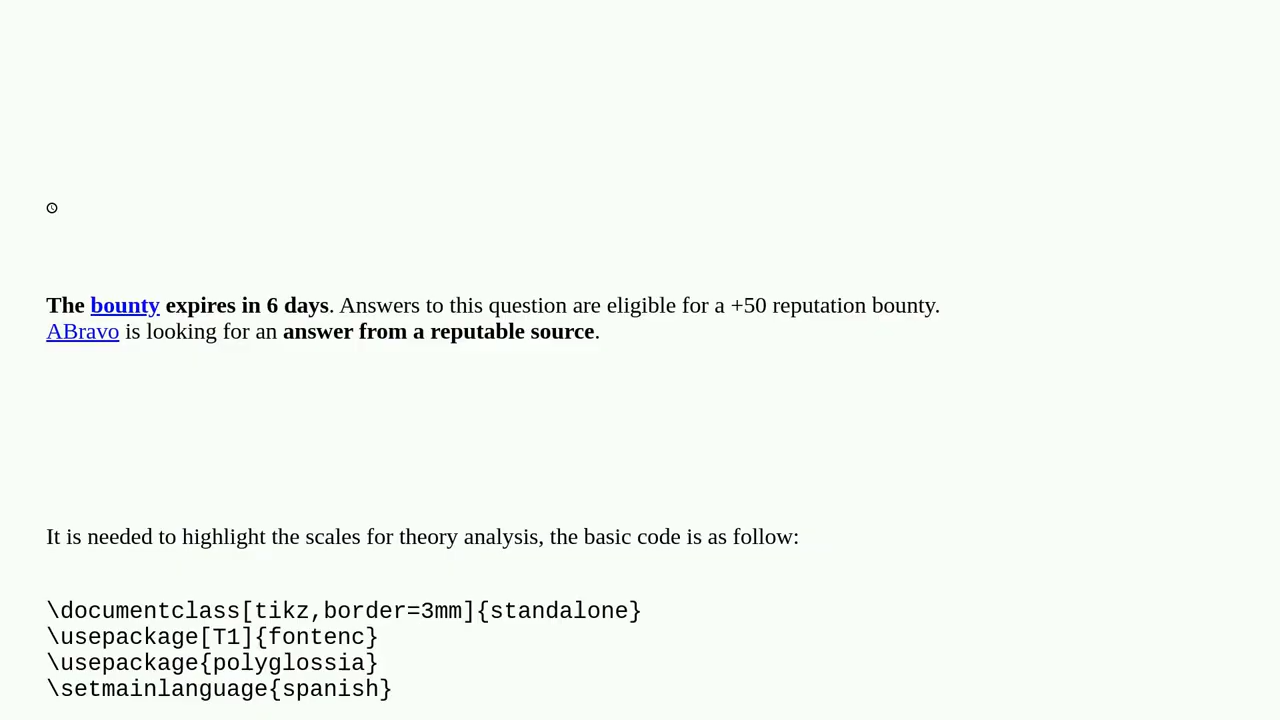 The bounty expires in 6 days. Answers to this question are eligible for a +50 reputation bounty.
ABravo is looking for an answer from a reputable source.
It is needed to highlight the scales for theory analysis, the basic code is as follow:
\documentclass[tikz,border=3mm]{standalone}
\usepackage[T1]{fontenc}
\usepackage{polyglossia}
\setmainlanguage{spanish}